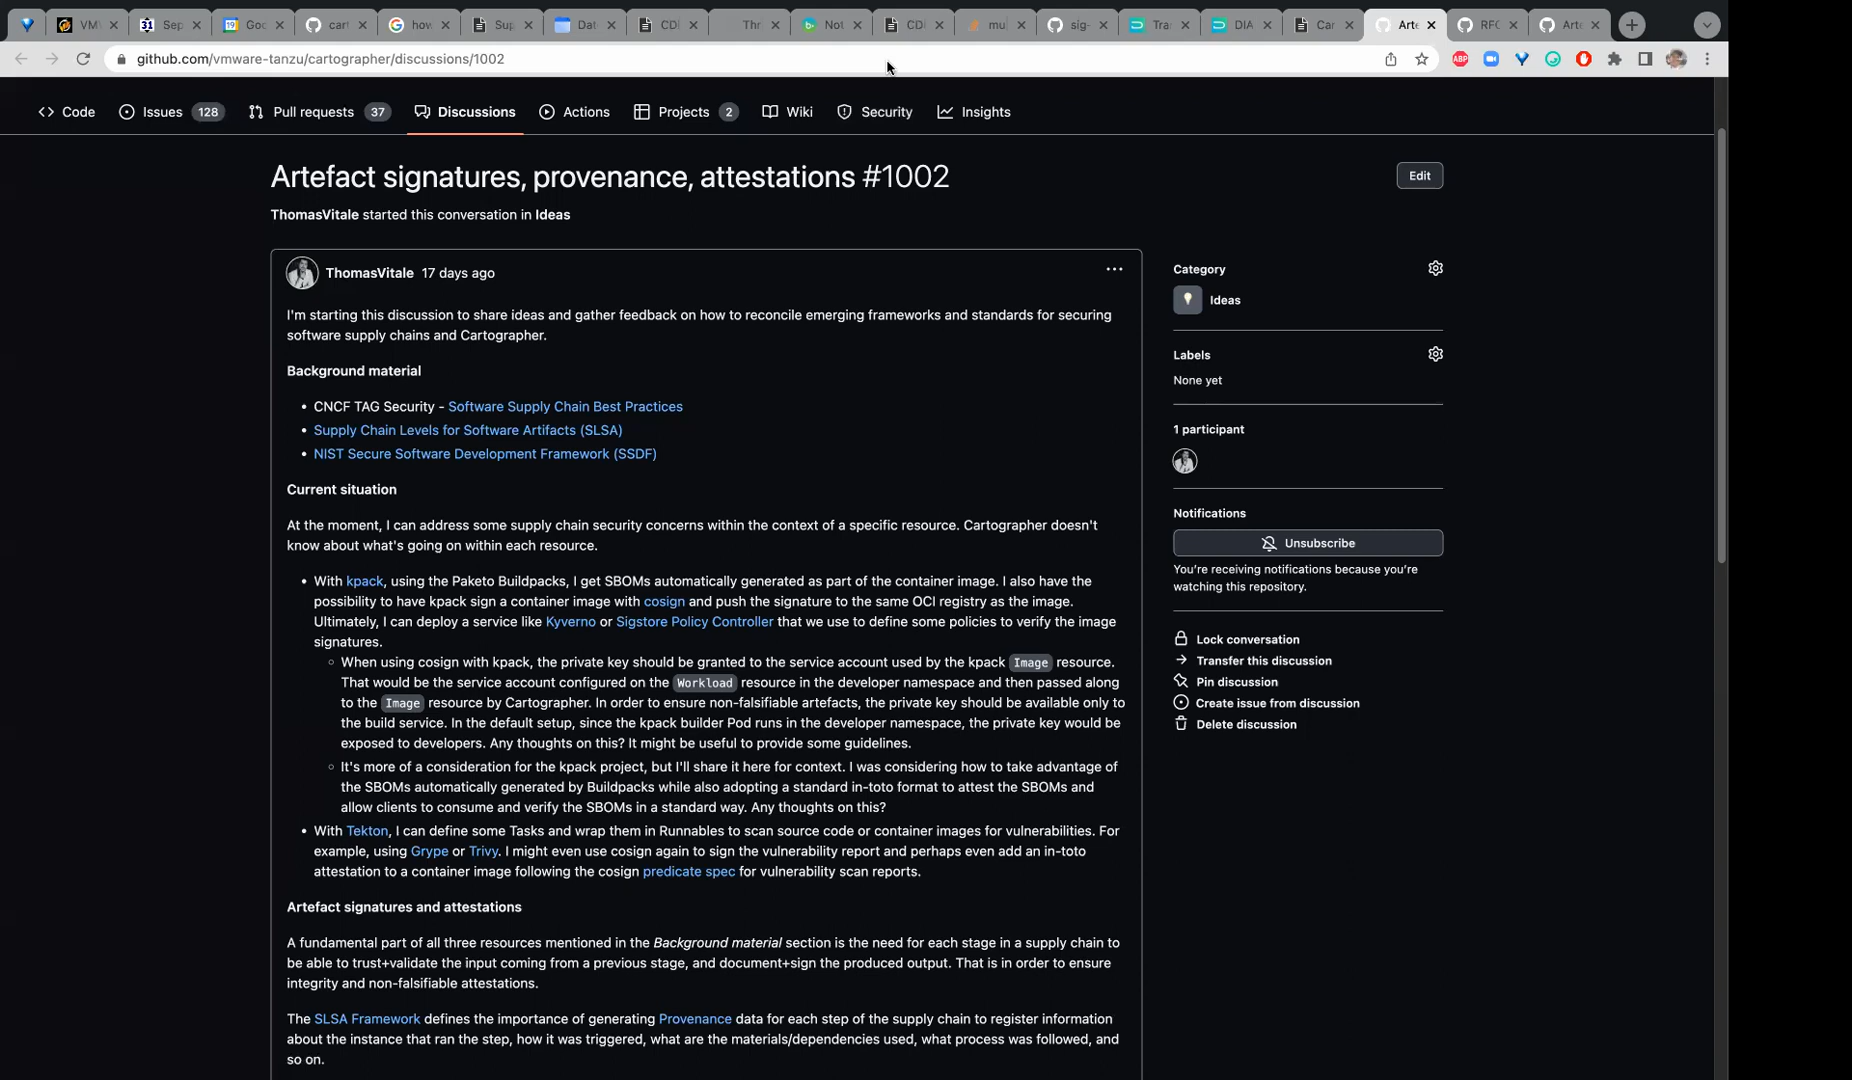 VMV Sep Goo cart how Sup Dat CDI Thr Not CDI mul sig- Tra DIA Car Arte RFC Arte
github.com/vmware-tanzu/cartographer/discussions/1002
Code Issues 128 Pull requests 37 Discussions Actions Projects 2 Wiki Security Insights
Artefact signatures, provenance, attestations #1002
Edit
ThomasVitale started this conversation in Ideas
ThomasVitale 17 days ago
I'm starting this discussion to share ideas and gather feedback on how to reconcile emerging frameworks and standards for securing
software supply chains and Cartographer.
Background material
• CNCF TAG Security - Software Supply Chain Best Practices
• Supply Chain Levels for Software Artifacts (SLSA)
• NIST Secure Software Development Framework (SSDF)
Current situation
At the moment, I can address some supply chain security concerns within the context of a specific resource. Cartographer doesn't
know about what's going on within each resource.
• With kpack, using the Paketo Buildpacks, I get SBOMs automatically generated as part of the container image. I also have the
possibility to have kpack sign a container image with cosign and push the signature to the same OCI registry as the image.
Ultimately, I can deploy a service like Kyverno or Sigstore Policy Controller that we use to define some policies to verify the image
signatures.
◦ When using cosign with kpack, the private key should be granted to the service account used by the kpack Image resource.
That would be the service account configured on the Workload resource in the developer namespace and then passed along
to the Image resource by Cartographer. In order to ensure non-falsifiable artefacts, the private key should be available only to
the build service. In the default setup, since the kpack builder Pod runs in the developer namespace, the private key would be
exposed to developers. Any thoughts on this? It might be useful to provide some guidelines.
◦ It's more of a consideration for the kpack project, but I'll share it here for context. I was considering how to take advantage of
the SBOMs automatically generated by Buildpacks while also adopting a standard in-toto format to attest the SBOMs and
allow clients to consume and verify the SBOMs in a standard way. Any thoughts on this?
• With Tekton, I can define some Tasks and wrap them in Runnables to scan source code or container images for vulnerabilities. For
example, using Grype or Trivy. I might even use cosign again to sign the vulnerability report and perhaps even add an in-toto
attestation to a container image following the cosign predicate spec for vulnerability scan reports.
Artefact signatures and attestations
A fundamental part of all three resources mentioned in the Background material section is the need for each stage in a supply chain to
be able to trust+validate the input coming from a previous stage, and document+sign the produced output. That is in order to ensure
integrity and non-falsifiable attestations.
The SLSA Framework defines the importance of generating Provenance data for each step of the supply chain to register information
about the instance that ran the step, how it was triggered, what are the materials/dependencies used, what process was followed, and
so on.
Category
Ideas
Labels
None yet
1 participant
Notifications
Unsubscribe
You're receiving notifications because you're
watching this repository.
Lock conversation
Transfer this discussion
Pin discussion
Create issue from discussion
Delete discussion